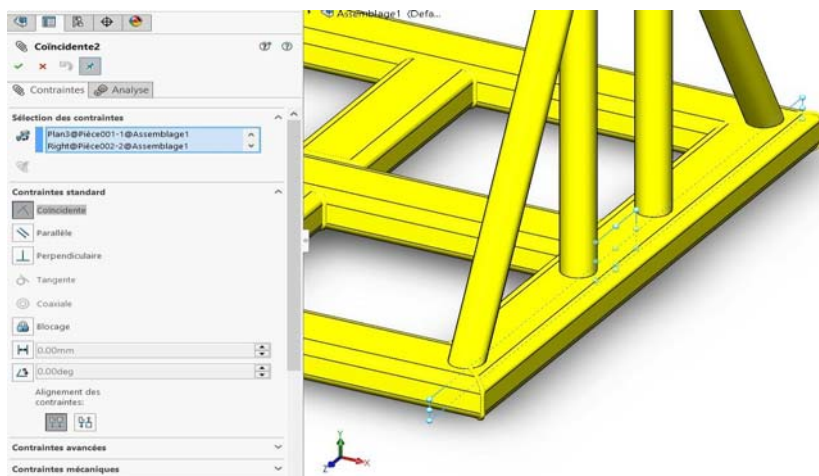 Assemblage1 (Defa...
Coïncidente2
Contraintes
Analyse
Sélection des contraintes
Plan3@Pièce001-1@Assemblage1
Right@Pièce002-2@Assemblage1
Contraintes standard
Coïncidente
Parallèle
Perpendiculaire
Tangente
Coaxiale
Blocage
0.00mm
0.00deg
Alignement des
contraintes:
Contraintes avancées
Contraintes mécaniques
Y
Z
X